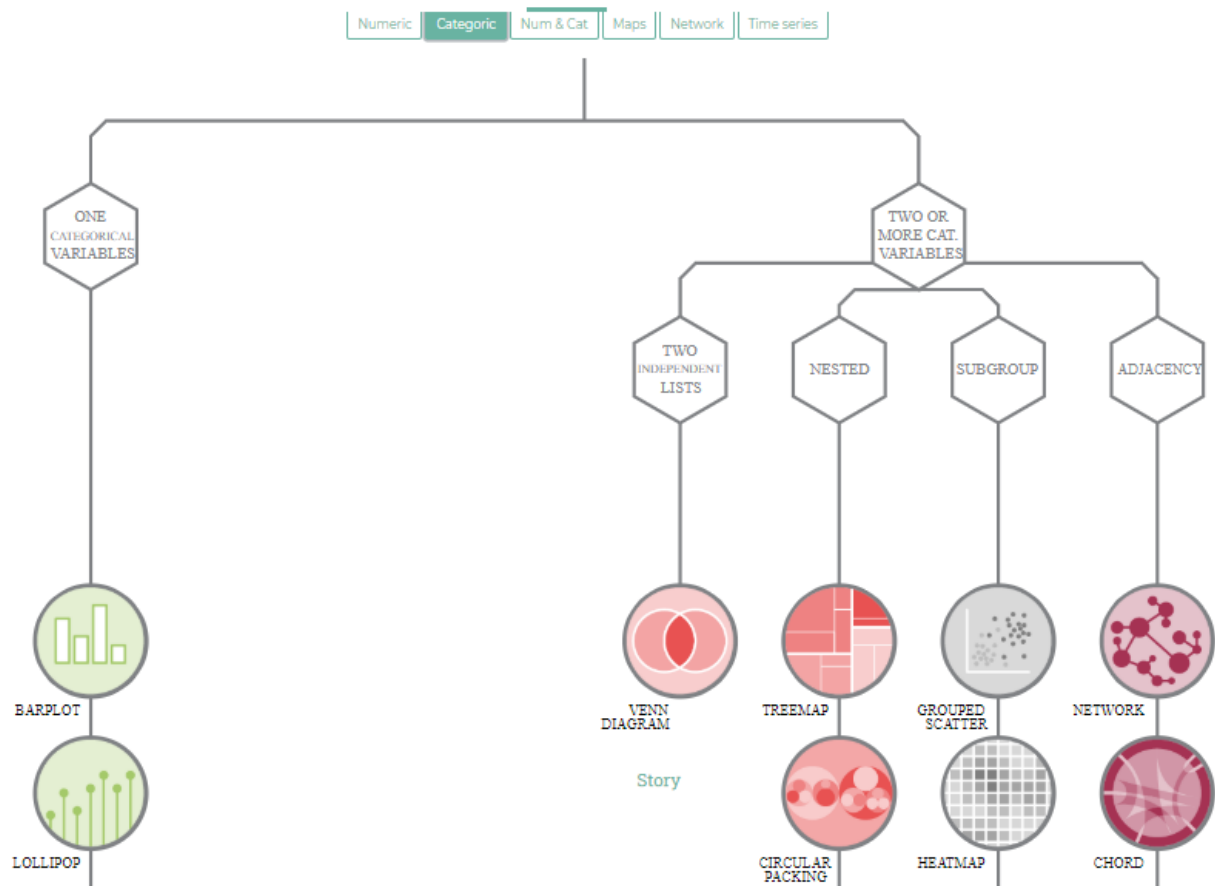 Numeric
Categoric
Num & Cat
Maps
Network
Time series
ONE
CATEGORICAL
VARIABLES
TWO OR
MORE CAT.
VARIABLES
TWO
INDEPENDENT
LISTS
NESTED
SUBGROUP
ADJACENCY
BARPLOT
VENN
DIAGRAM
TREEMAP
GROUPED
SCATTER
NETWORK
Story
LOLLIPOP
CIRCULAR
PACKING
HEATMAP
CHORD